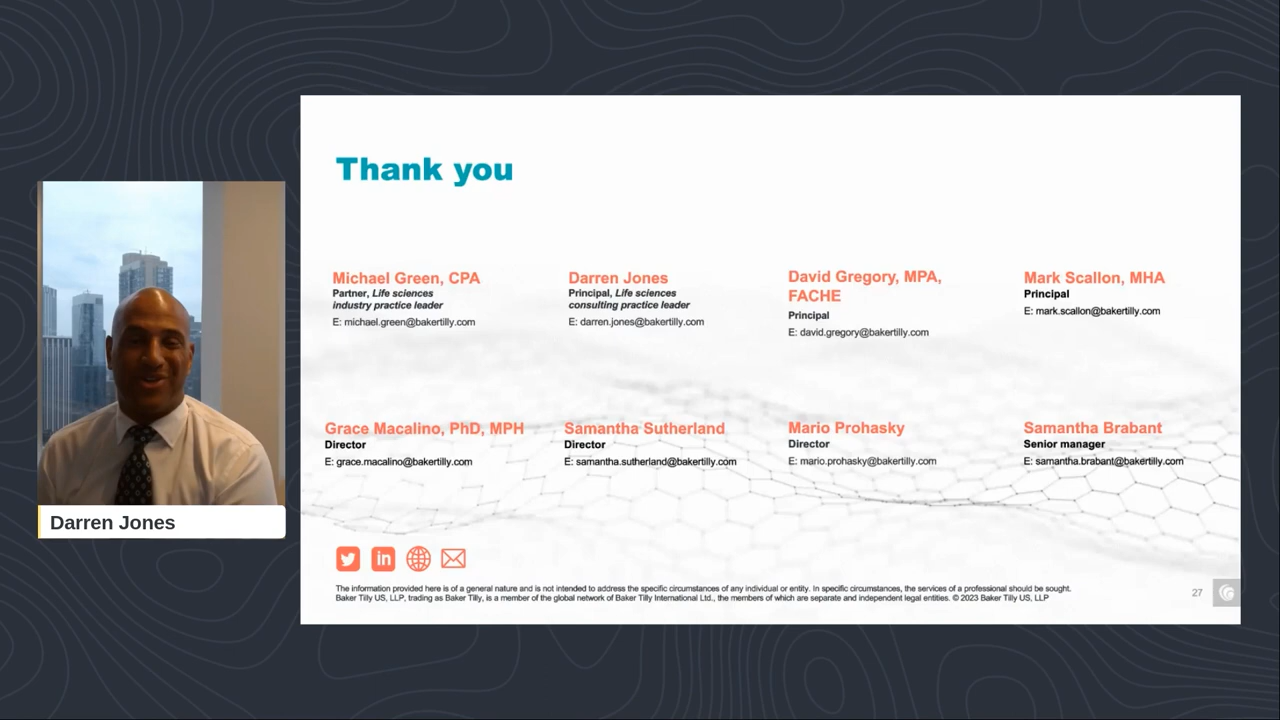 Thank you
Michael Green, CPA
Partner, Life sciences
industry practice leader
E: michael.green@bakertilly.com
Darren Jones
Principal, Life sciences
consulting practice leader
E: darren.jones@bakertilly.com
David Gregory, MPA,
FACHE
Principal
E: david.gregory@bakertilly.com
Mark Scallon, MHA
Principal
E: mark.scallon@bakertilly.com
Grace Macalino, PhD, MPH
Director
E: grace.macalino@bakertilly.com
Samantha Sutherland
Director
E: samantha.sutherland@bakertilly.com
Mario Prohasky
Director
E: mario.prohasky@bakertilly.com
Samantha Brabant
Senior manager
E: samantha.brabant@bakertilly.com
Darren Jones
in
The information provided here is of a general nature and is not intended to address the specific circumstances of any individual or entity. In specific circumstances, the services of a professional should be sought.
Baker Tilly US, LLP, trading as Baker Tilly, is a member of the global network of Baker Tilly International Ltd., the members of which are separate and independent legal entities. © 2023 Baker Tilly US, LLP
27